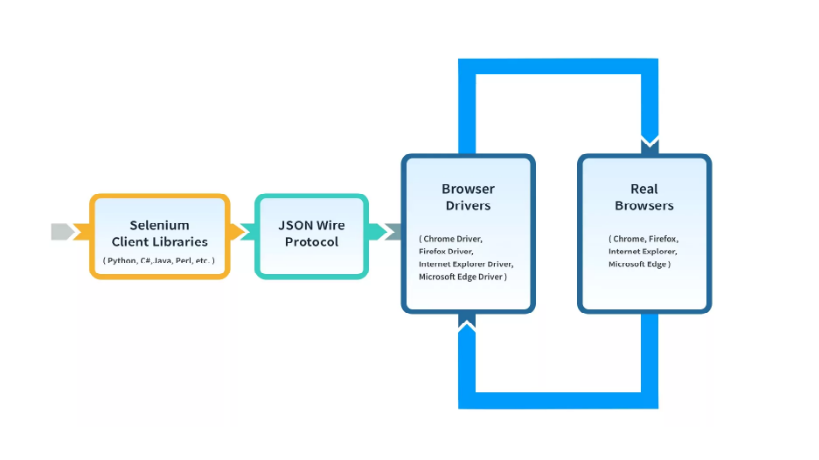 Selenium
Client Libraries
( Python, C#, Java, Perl, etc. )
JSON Wire
Protocol
Browser
Drivers
( Chrome Driver,
Firefox Driver,
Internet Explorer Driver,
Microsoft Edge Driver )
Real
Browsers
( Chrome, Firefox,
Internet Explorer,
Microsoft Edge )